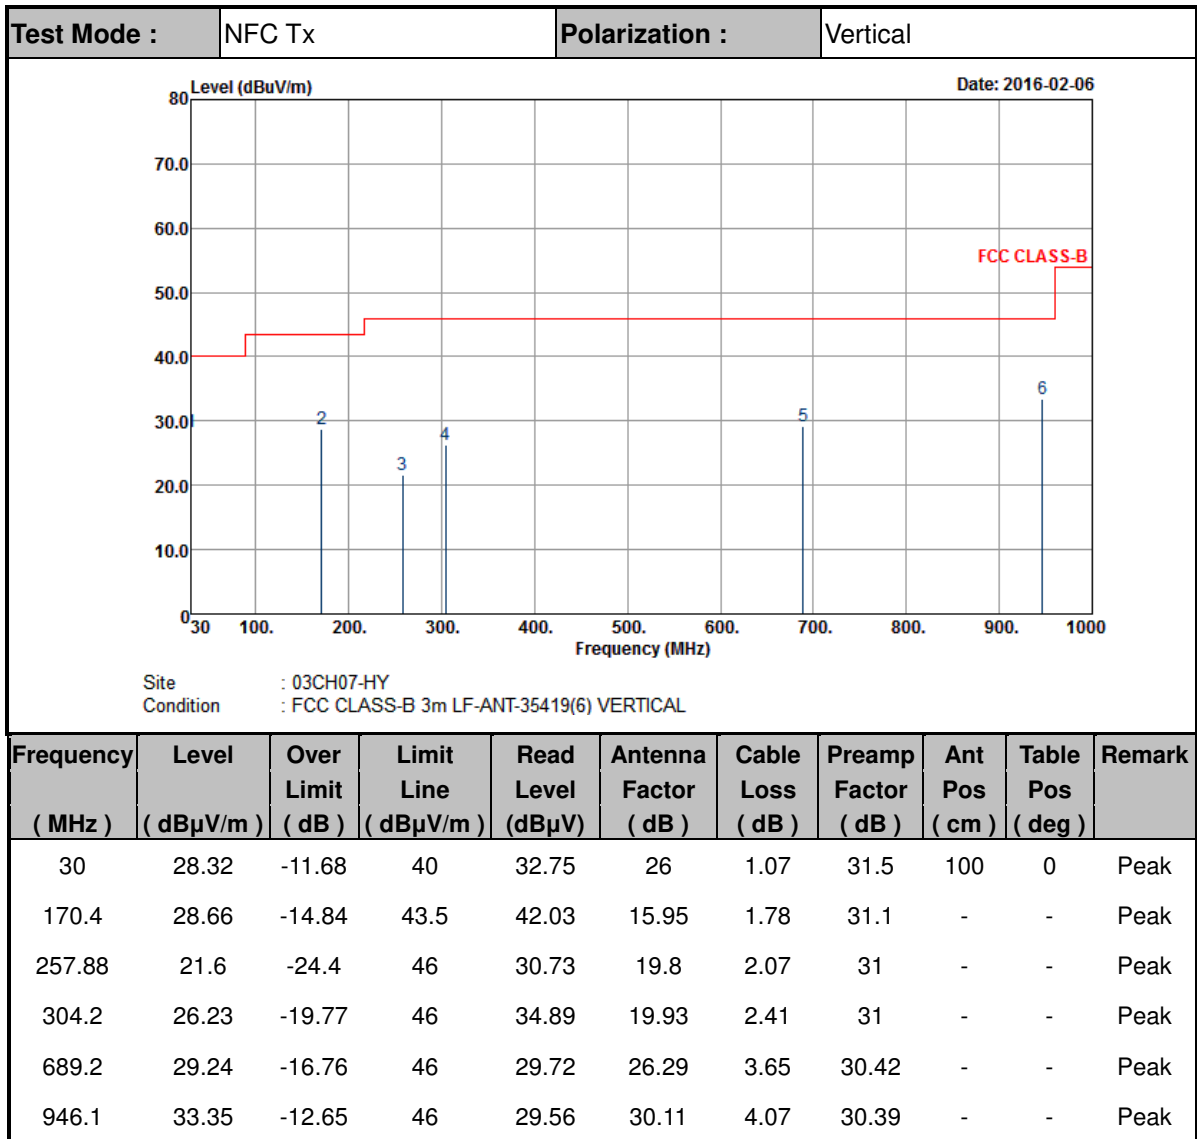 Test Mode : NFC Tx Polarization : Vertical
Level (dBuV/m) Date: 2016-02-06
80
70.0
60.0
FCC CLASS-B
50.0
40.0
6
30.0 2 5
4
3
20.0
10.0
0
30 100. 200. 300. 400. 500. 600. 700. 800. 900. 1000
Frequency (MHz)
Site : 03CH07-HY
Condition : FCC CLASS-B 3m LF-ANT-35419(6) VERTICAL
Frequency Level Over Limit Read Antenna Cable Preamp Ant Table Remark
Limit Line Level Factor Loss Factor Pos Pos
( MHz ) ( dBµV/m ) ( dB ) ( dBµV/m ) (dBµV) ( dB ) ( dB ) ( dB ) ( cm ) ( deg )
30 28.32 -11.68 40 32.75 26 1.07 31.5 100 0 Peak
170.4 28.66 -14.84 43.5 42.03 15.95 1.78 31.1 - - Peak
257.88 21.6 -24.4 46 30.73 19.8 2.07 31 - - Peak
304.2 26.23 -19.77 46 34.89 19.93 2.41 31 - - Peak
689.2 29.24 -16.76 46 29.72 26.29 3.65 30.42 - - Peak
946.1 33.35 -12.65 46 29.56 30.11 4.07 30.39 - - Peak